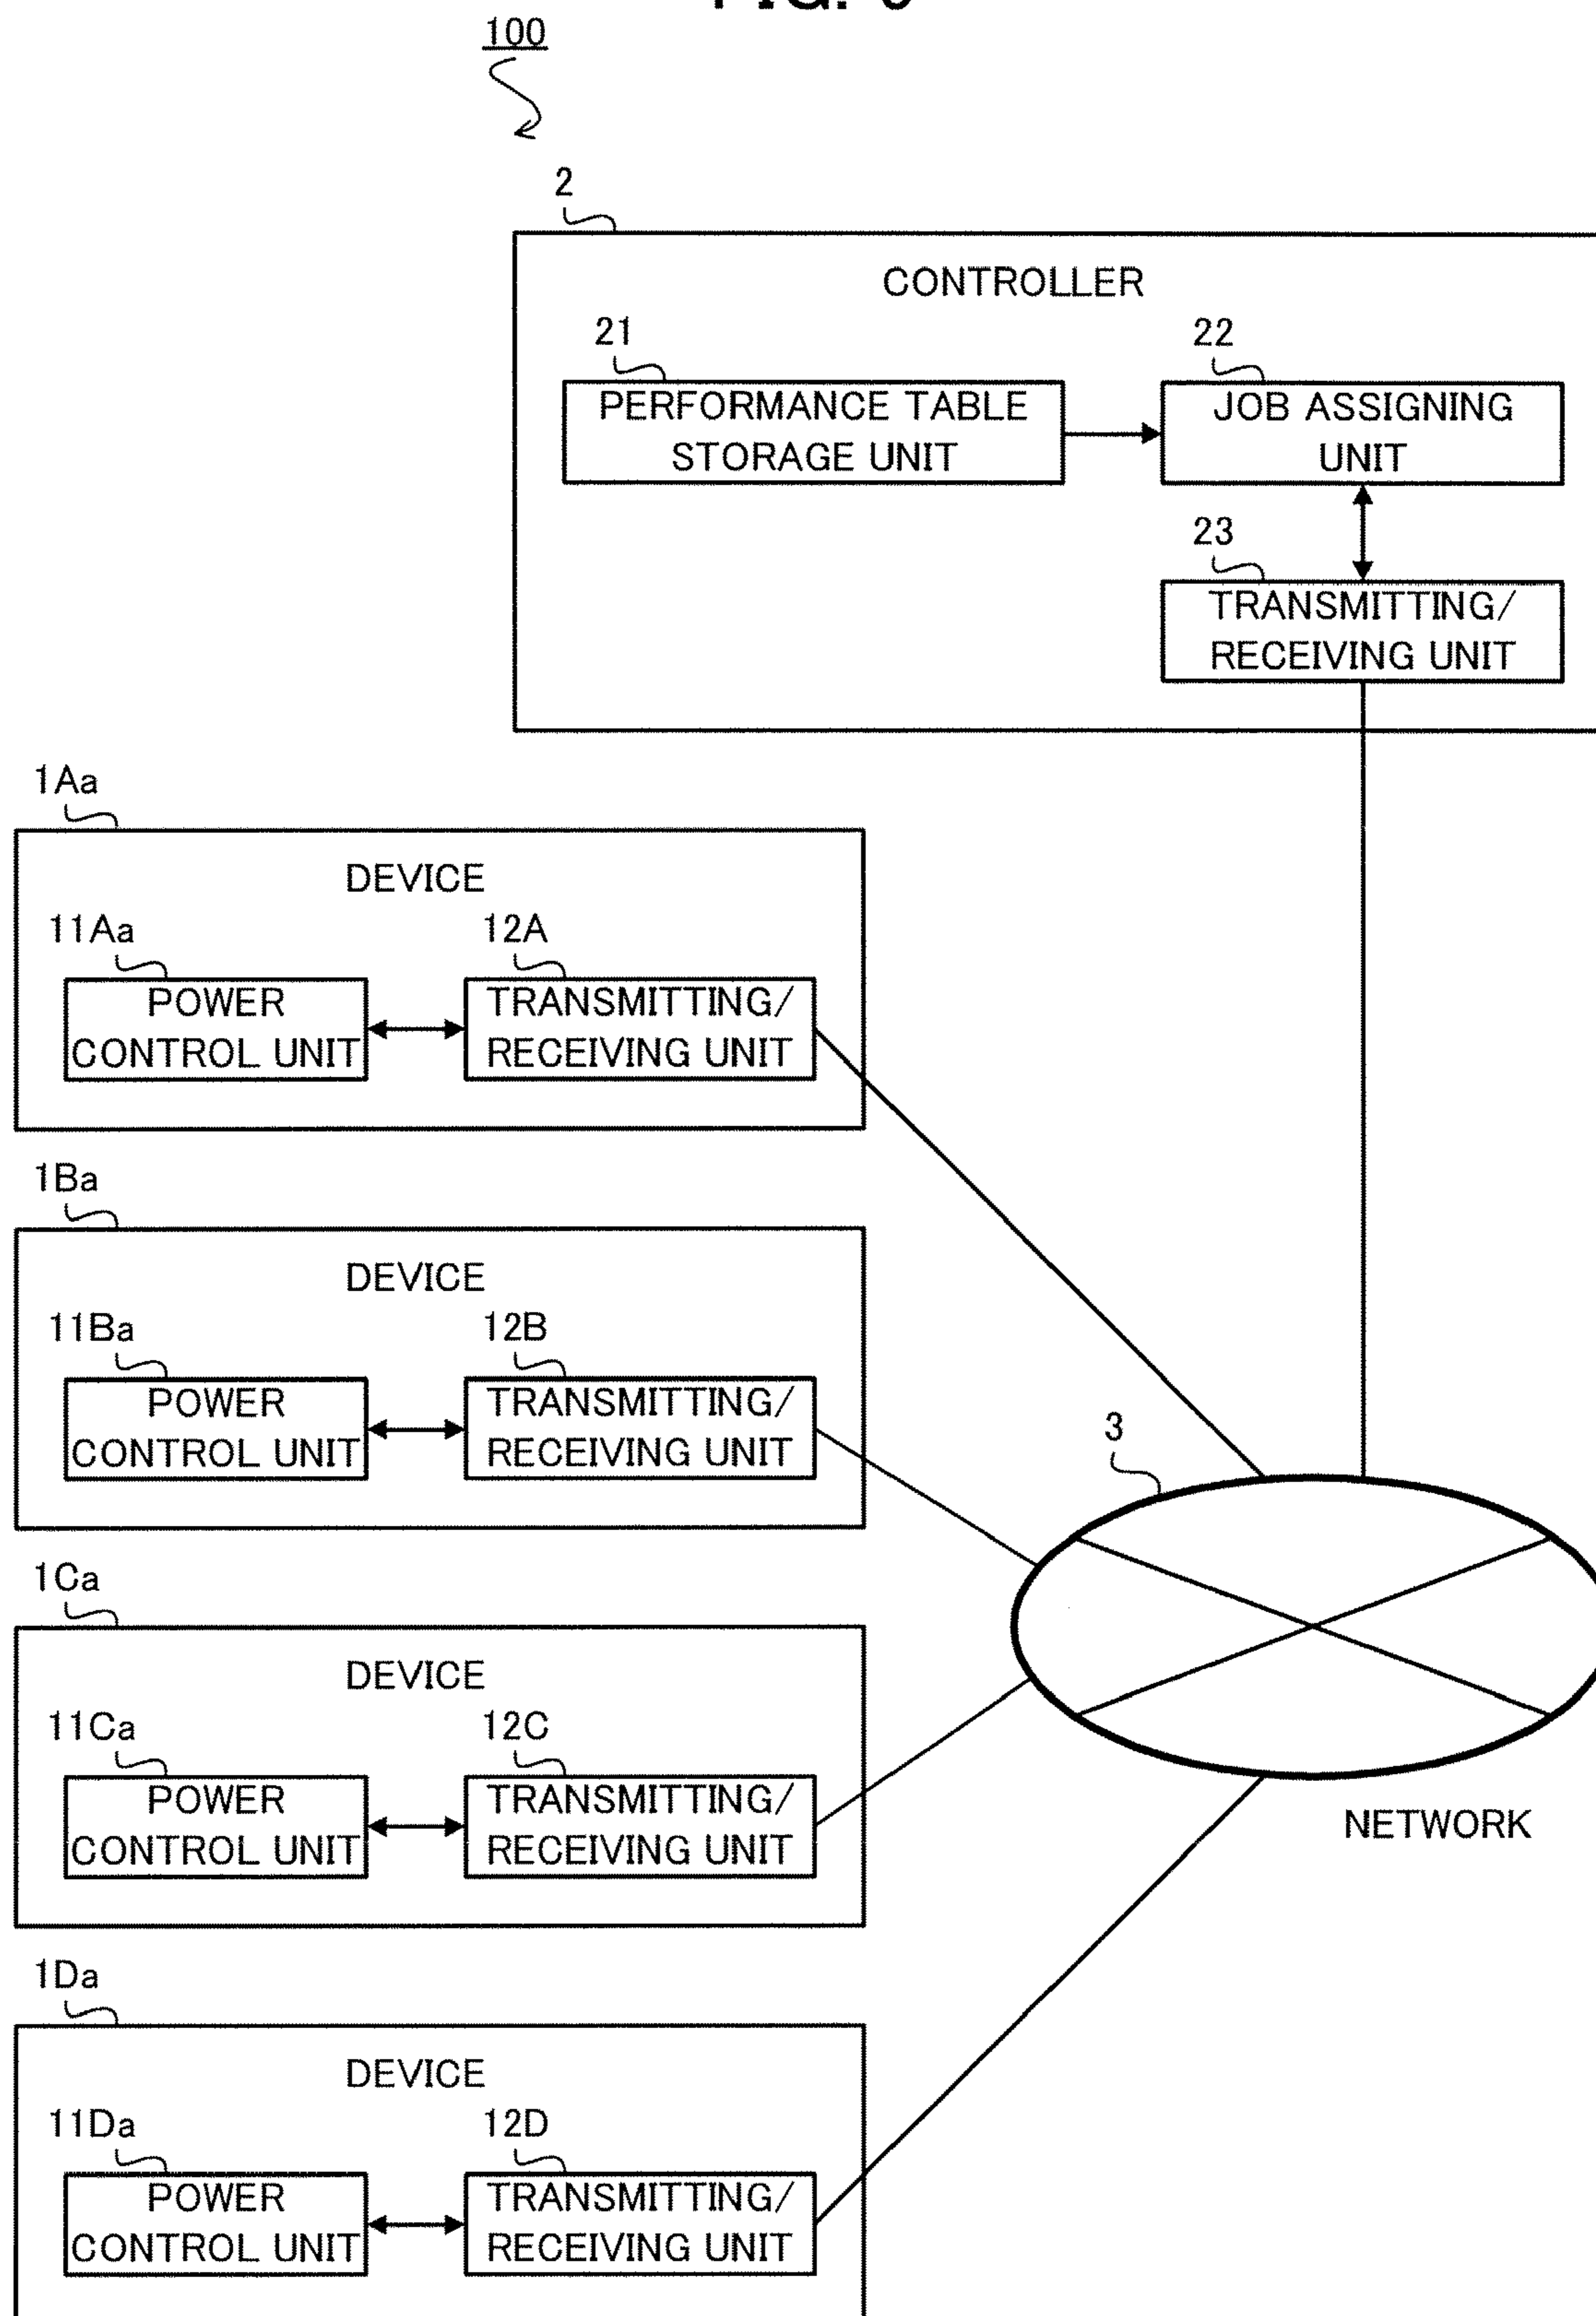 100
2
CONTROLLER
21
22
PERFORMANCE TABLE
STORAGE UNIT
JOB ASSIGNING
UNIT
23
TRANSMITTING/
RECEIVING UNIT
1Aa
DEVICE
11Aa
12A
POWER
CONTROL UNIT
TRANSMITTING/
RECEIVING UNIT
1Ba
DEVICE
11Ba
12B
POWER
CONTROL UNIT
TRANSMITTING/
RECEIVING UNIT
3
1Ca
DEVICE
11Ca
12C
POWER
CONTROL UNIT
TRANSMITTING/
RECEIVING UNIT
NETWORK
1Da
DEVICE
11Da
12D
POWER
CONTROL UNIT
TRANSMITTING/
RECEIVING UNIT